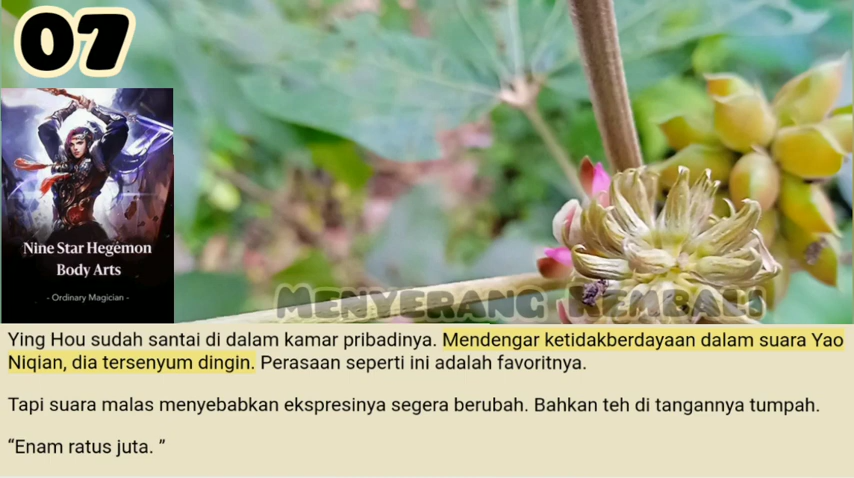 07
Nine Star Hegemon
Body Arts
- Ordinary Magician -
MENYERANG KEMBALI
Ying Hou sudah santai di dalam kamar pribadinya. Mendengar ketidakberdayaan dalam suara Yao
Niqian, dia tersenyum dingin. Perasaan seperti ini adalah favoritnya.
Tapi suara malas menyebabkan ekspresinya segera berubah. Bahkan teh di tangannya tumpah.
“Enam ratus juta. ”